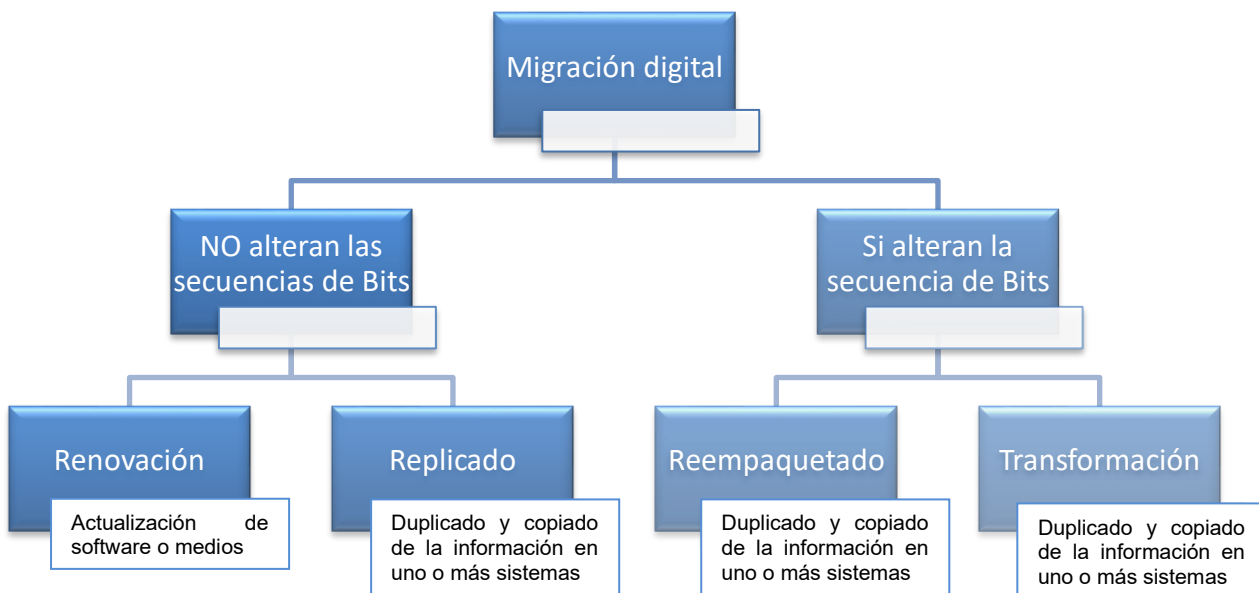 Migración digital
NO alteran las
secuencias de Bits
Si alteran la
secuencia de Bits
Renovación
Actualización de
software o medios
Replicado
Duplicado y copiado
de la información en
uno o más sistemas
Reempaquetado
Duplicado y copiado
de la información en
uno o más sistemas
Transformación
Duplicado y copiado
de la información en
uno o más sistemas